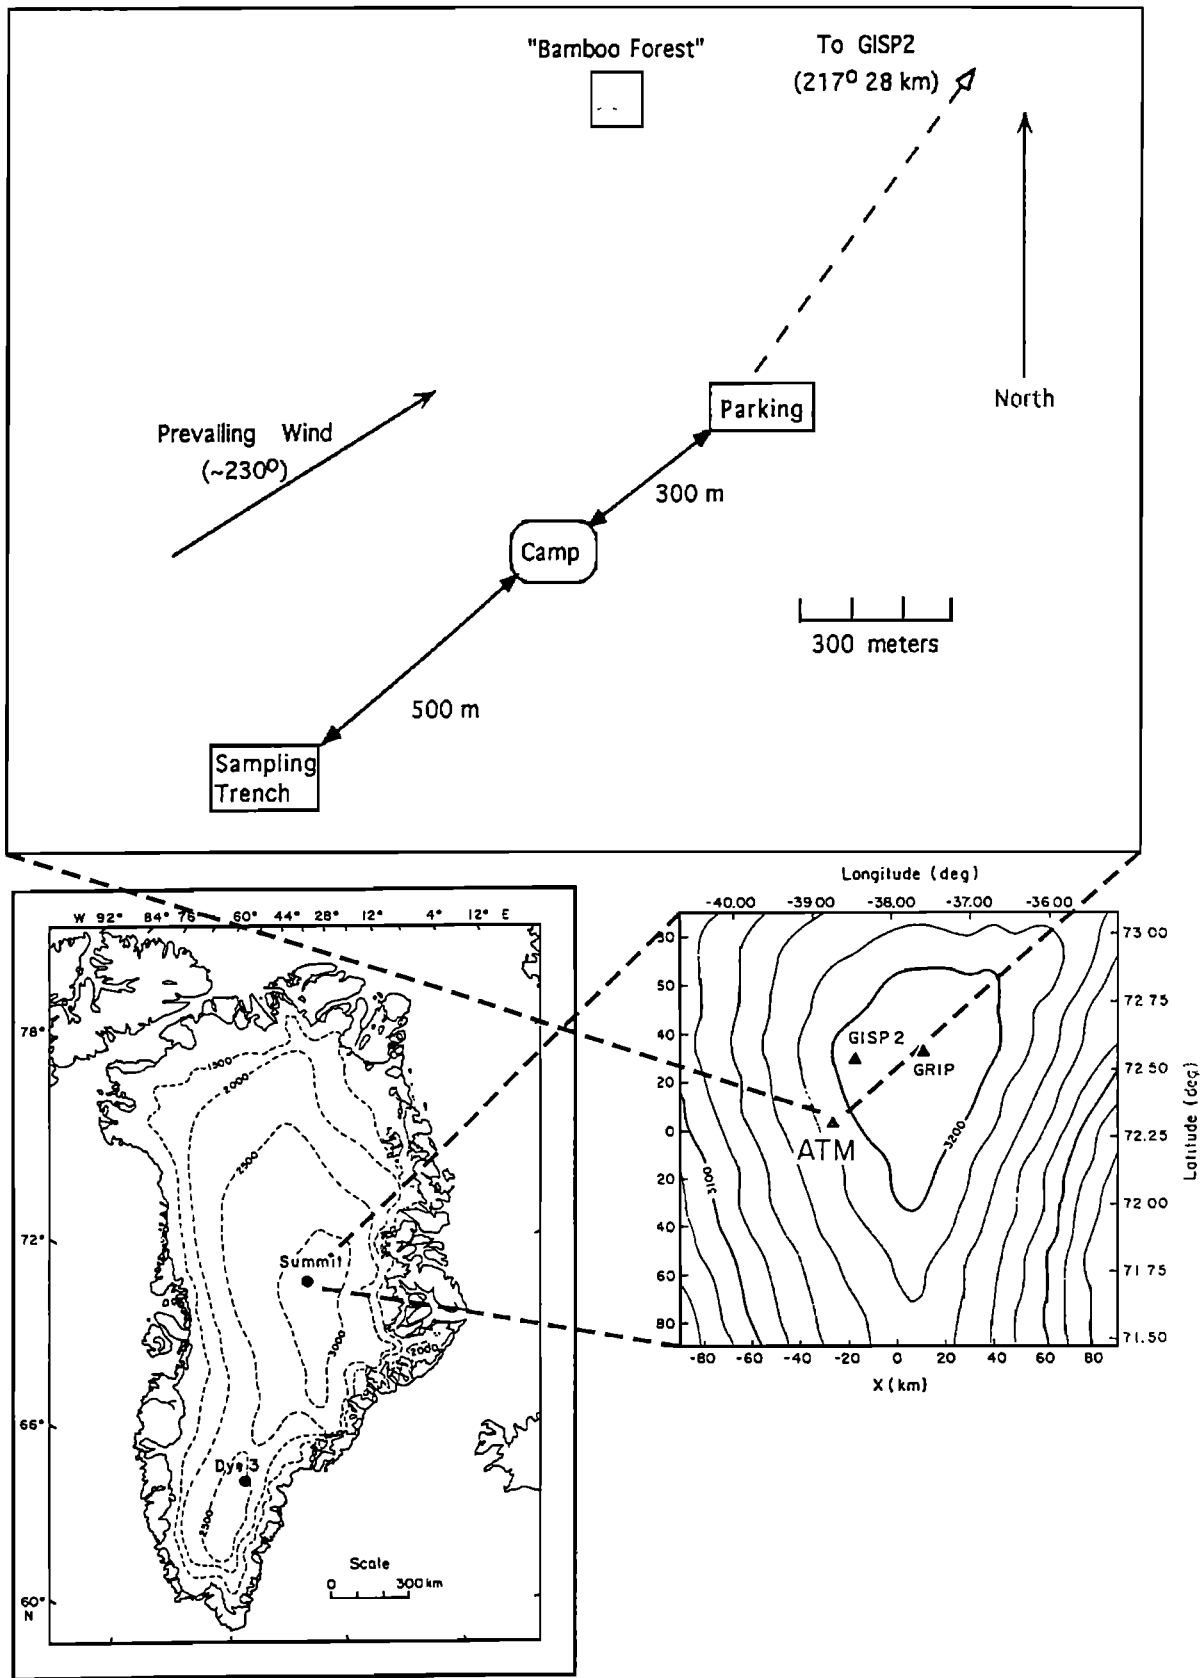 "Bamboo Forest"
To GISP2
(217° 28 km)
North
Parking
Prevailing Wind
(~230°)
300 m
Camp
300 meters
500 m
Sampling
Trench
W 92° 84° 76 60° 44° 28° 12° 4° 12° E
78°
72°
65°
60°
N
1500
2000
2500
Summit
3000
2000
Dye 3
2500
Scale
0 300 km
Longitude (deg)
-40.00 -39.00 -38.00 -37.00 -36 00
50 40 20 0 20 40 60 80
73 00
72 75
72 50
72.25
72 00
71.75
71.50
Latitude (deg)
GISP 2
GRIP
ATM
3200
3100
-80 -60 -40 -20 0 20 40 60 80
X (km)